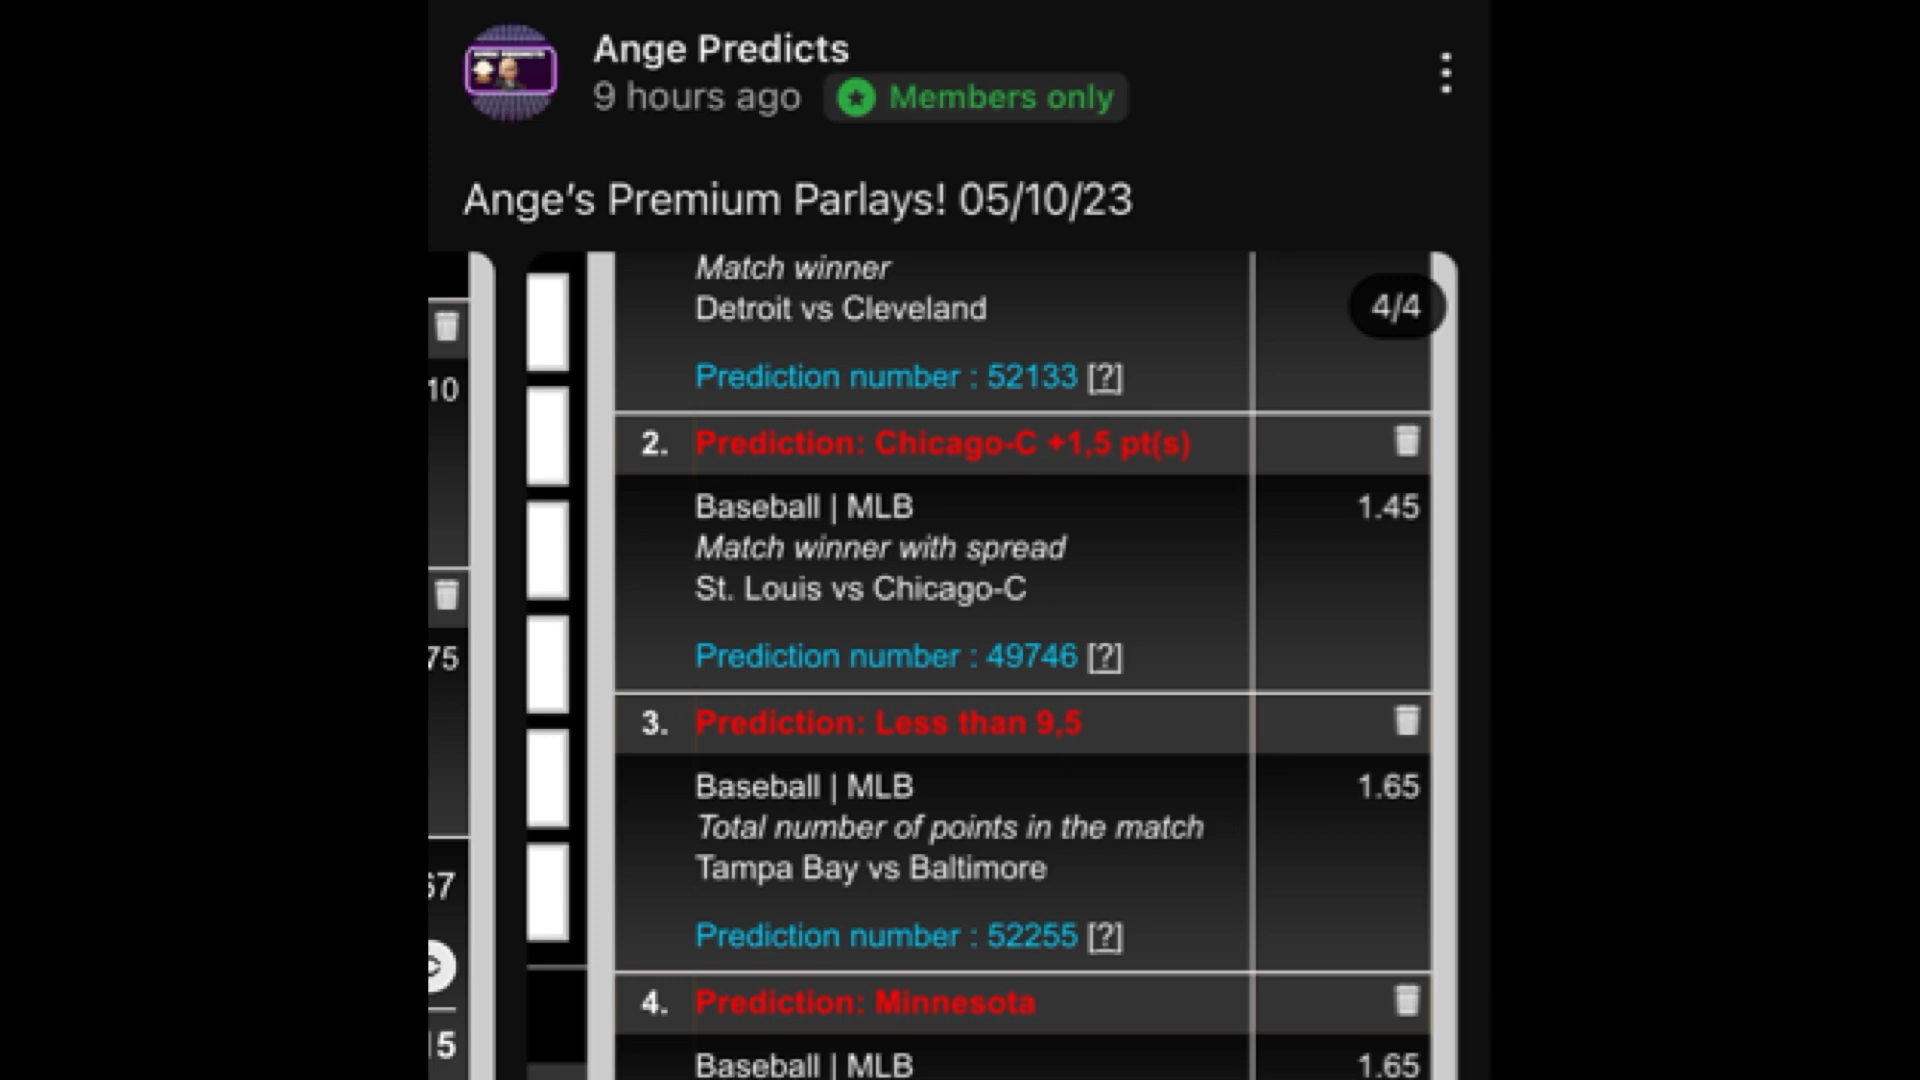 Ange Predicts
9 hours ago Members only
Ange's Premium Parlays! 05/10/23
Match winner
Detroit vs Cleveland
4/4
Prediction number : 52133 [?]
2. Prediction: Chicago-C +1,5 pt(s)
Baseball | MLB 1.45
Match winner with spread
St. Louis vs Chicago-C
Prediction number : 49746 [?]
3. Prediction: Less than 9,5
Baseball | MLB 1.65
Total number of points in the match
Tampa Bay vs Baltimore
Prediction number : 52255 [?]
4. Prediction: Minnesota
Baseball | MLB 1.65
10
75
67
15